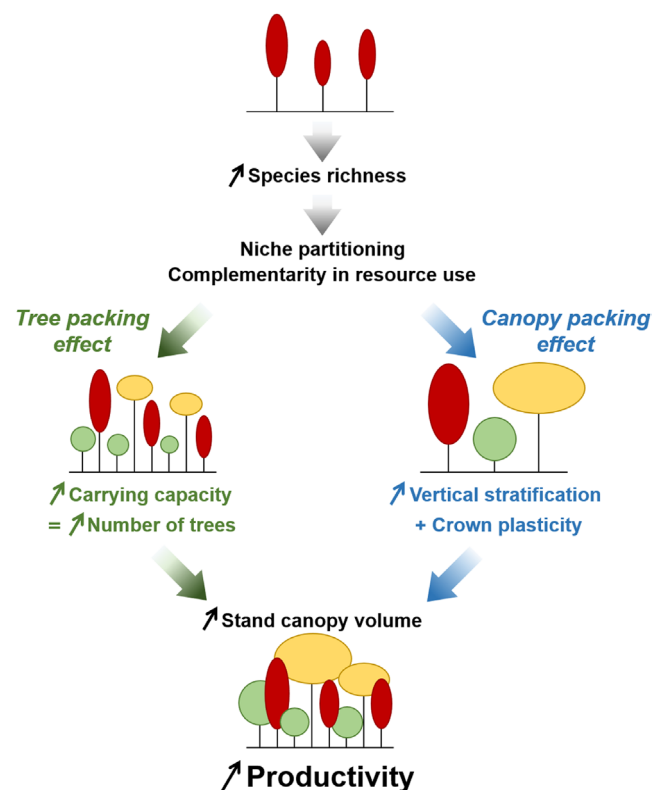 ↗ Species richness
Niche partitioning
Complementarity in resource use
Tree packing
effect
Canopy packing
effect
↗ Carrying capacity
= ↗ Number of trees
↗ Vertical stratification
+ Crown plasticity
↗ Stand canopy volume
↗ Productivity